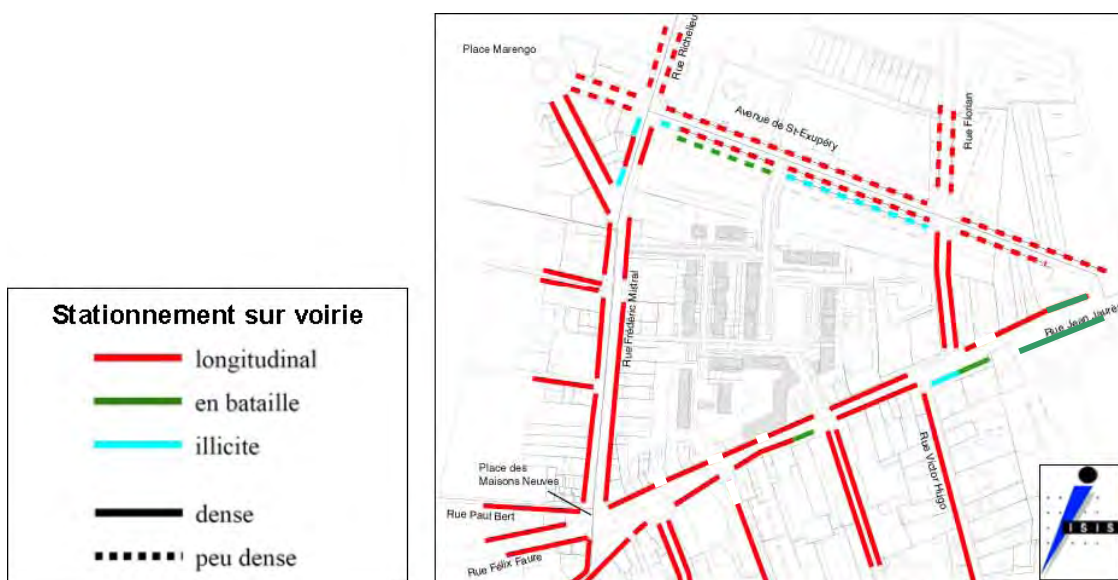 Stationnement sur voirie
longitudinal
en bataille
illicite
dense
peu dense
Place Marengo
Rue Richelieu
Avenue de St-Exupéry
Rue Florian
Rue Frédéric Mistral
Rue Jean Jaurès
Rue Victor Hugo
Place des
Maisons Neuves
Rue Paul Bert
Rue Félix Faure
ISIS